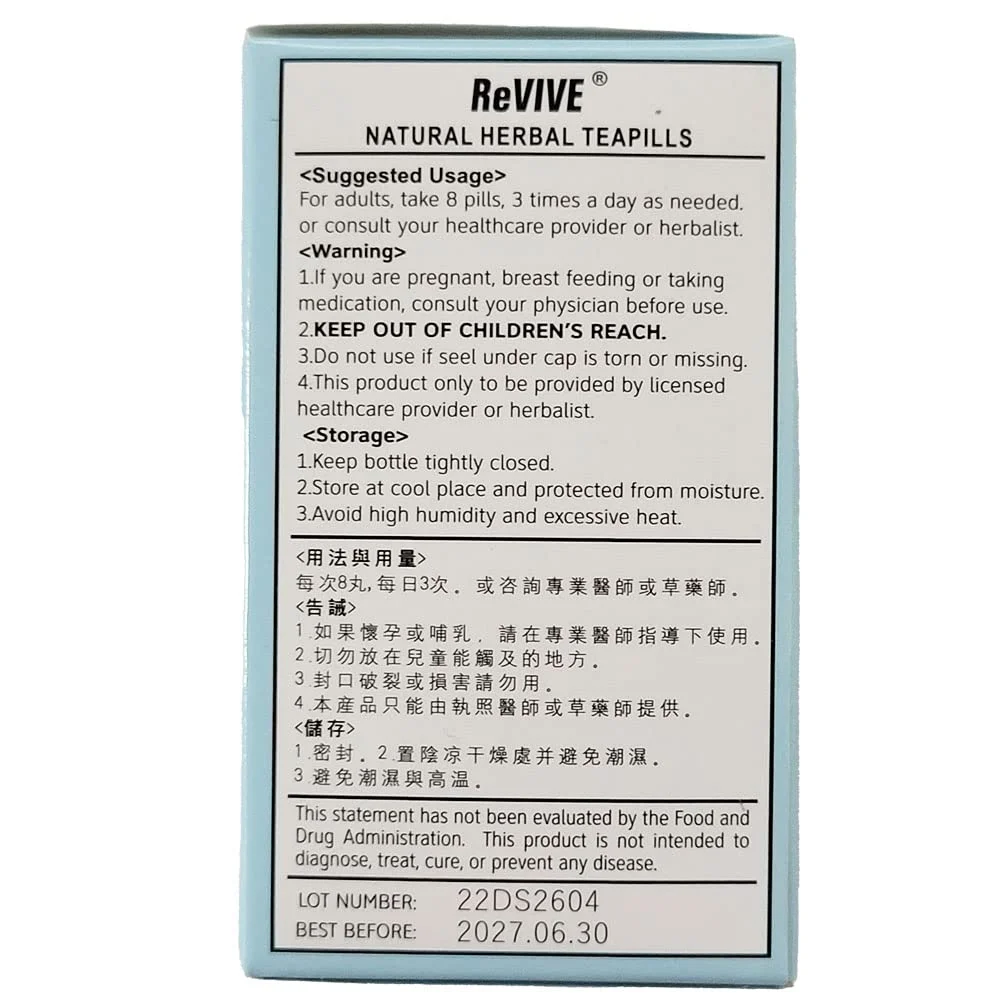 ReVIVE ®
NATURAL HERBAL TEAPILLS
<Suggested Usage>
For adults, take 8 pills, 3 times a day as needed.
or consult your healthcare provider or herbalist.
<Warning>
1.If you are pregnant, breast feeding or taking
medication, consult your physician before use.
2.KEEP OUT OF CHILDREN'S REACH.
3.Do not use if seel under cap is torn or missing.
4.This product only to be provided by licensed
healthcare provider or herbalist.
<Storage>
1.Keep bottle tightly closed.
2.Store at cool place and protected from moisture.
3.Avoid high humidity and excessive heat.
<用法與用量>
每次8丸,每日3次。或咨詢專業醫師或草藥師。
<告誡>
1.如果懷孕或哺乳，請在專業醫師指導下使用。
2.切勿放在兒童能觸及的地方。
3.封口破裂或損害請勿用。
4.本産品只能由執照醫師或草藥師提供。
<儲存>
1.密封。2.置陰凉干燥處并避免潮濕。
3.避免潮濕與高温。
This statement has not been evaluated by the Food and
Drug Administration. This product is not intended to
diagnose, treat, cure, or prevent any disease.
LOT NUMBER: 22DS2604
BEST BEFORE: 2027.06.30